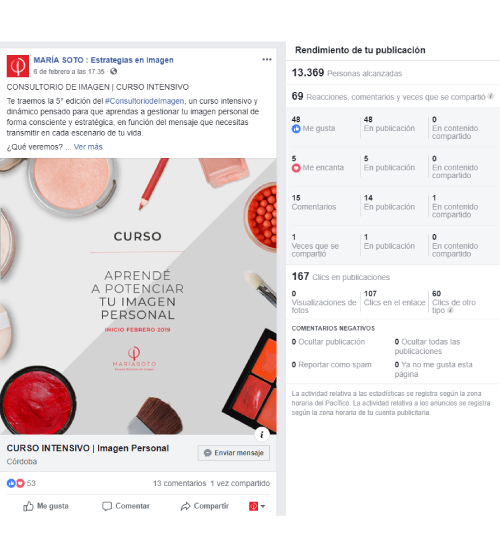 MARÍA SOTO : Estrategias en Imagen
6 de febrero a las 17:35 ·
CONSULTORIO DE IMAGEN | CURSO INTENSIVO
Te traemos la 5° edición del #ConsultoriodeImagen, un curso intensivo y
dinámico pensado para que aprendas a gestionar tu imagen personal de
forma consciente y estratégica, en función del mensaje que necesitas
transmitir en cada escenario de tu vida.
¿Qué veremos? ... Ver más
CURSO
APRENDÉ
A POTENCIAR
TU IMAGEN
PERSONAL
INICIO FEBRERO 2019
MARIASOTO
CURSO INTENSIVO | Imagen Personal
Córdoba
Enviar mensaje
53
13 comentarios 1 vez compartido
Me gusta Comentar Compartir
Rendimiento de tu publicación
13.369 Personas alcanzadas
69 Reacciones, comentarios y veces que se compartió
48 48 0
Me gusta En publicación En contenido
compartido
5 5 0
Me encanta En publicación En contenido
compartido
15 14 1
Comentarios En publicación En contenido
compartido
1 1 0
Veces que se En publicación En contenido
compartió compartido
167 Clics en publicaciones
0 107 60
Visualizaciones de Clics en el enlace Clics de otro
fotos tipo
COMENTARIOS NEGATIVOS
0 Ocultar publicación 0 Ocultar todas las
publicaciones
0 Reportar como spam 0 Ya no me gusta esta
página
La actividad relativa a las estadísticas se registra según la zona
horaria del Pacífico. La actividad relativa a los anuncios se registra
según la zona horaria de tu cuenta publicitaria.